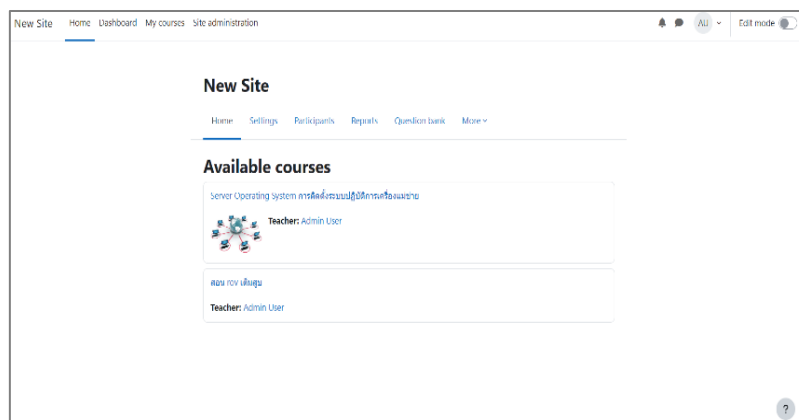 New Site Home Dashboard My courses Site administration AU Edit mode
New Site
Home Settings Participants Reports Question bank More
Available courses
Server Operating System การติดตั้งระบบปฏิบัติการเครื่องแม่ข่าย
Teacher: Admin User
สอน rov เต็มสูบ
Teacher: Admin User
?